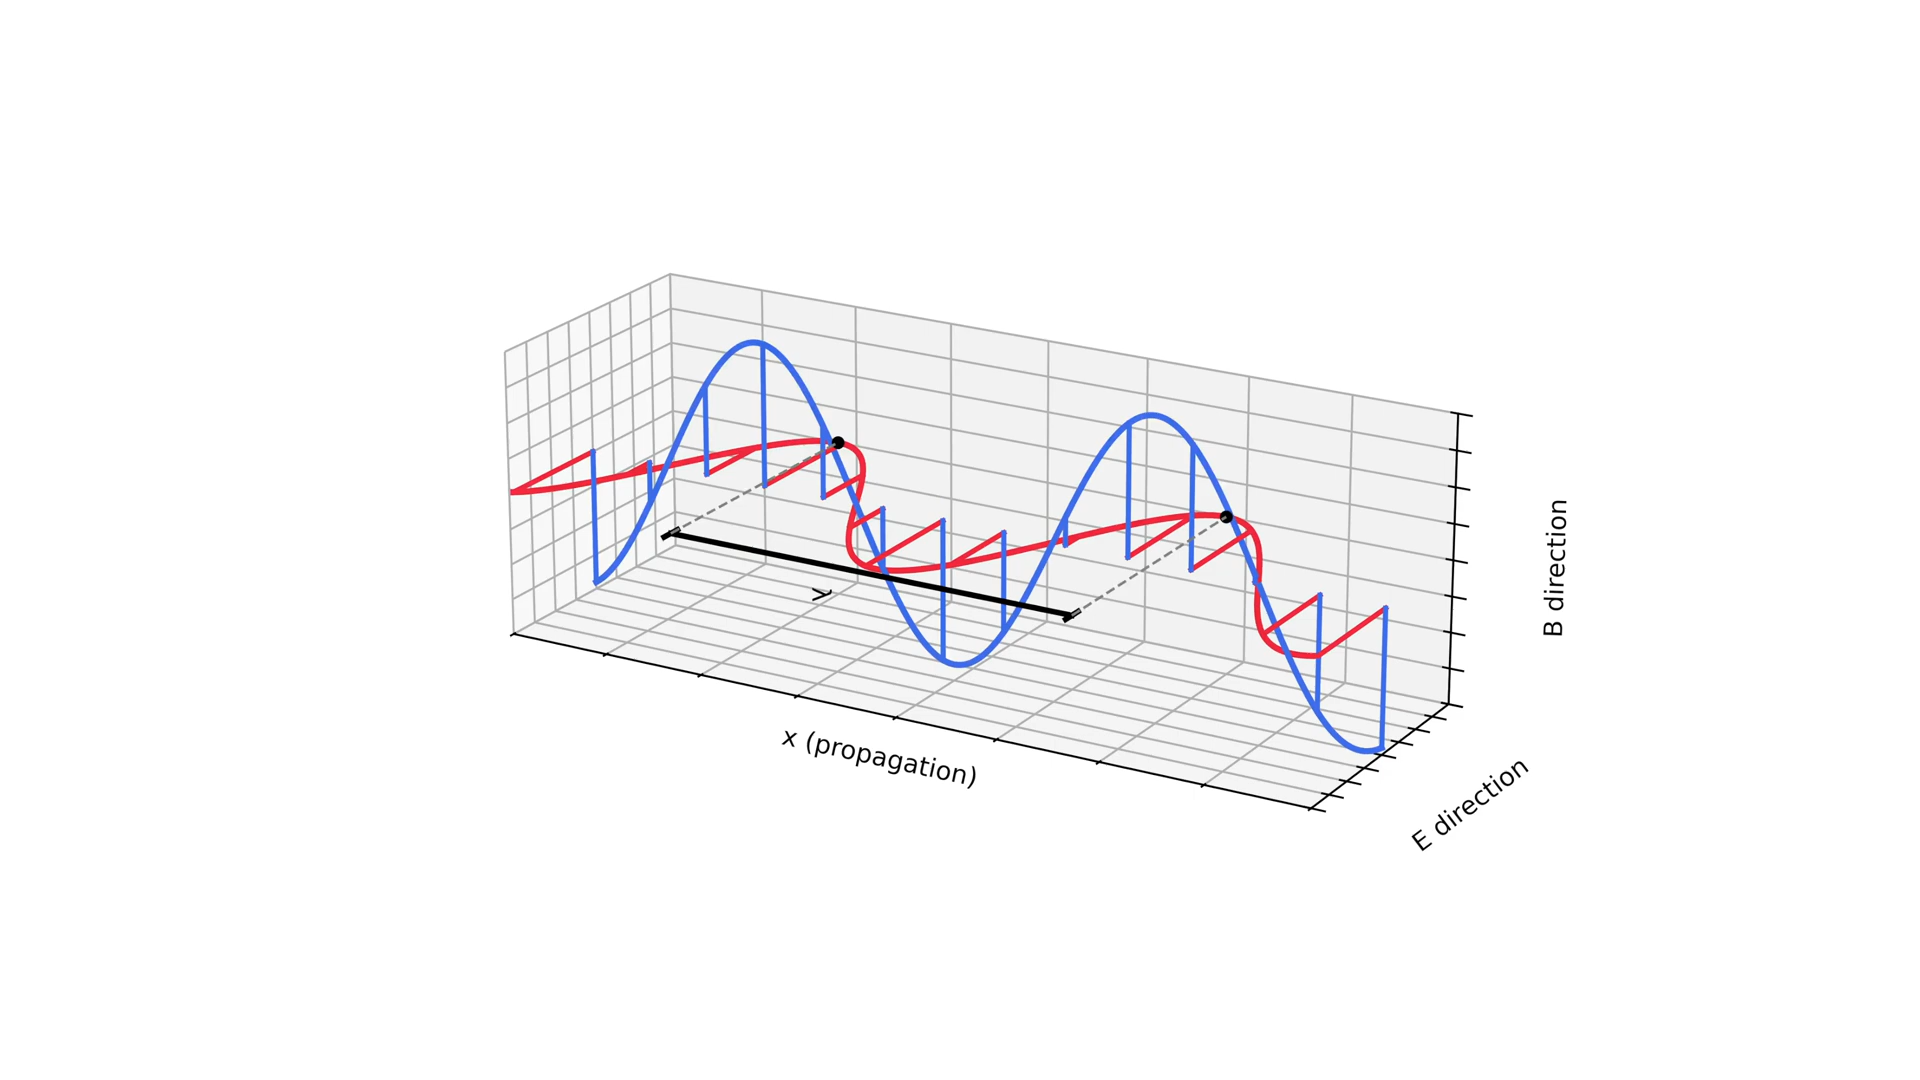 λ
x (propagation)
E direction
B direction